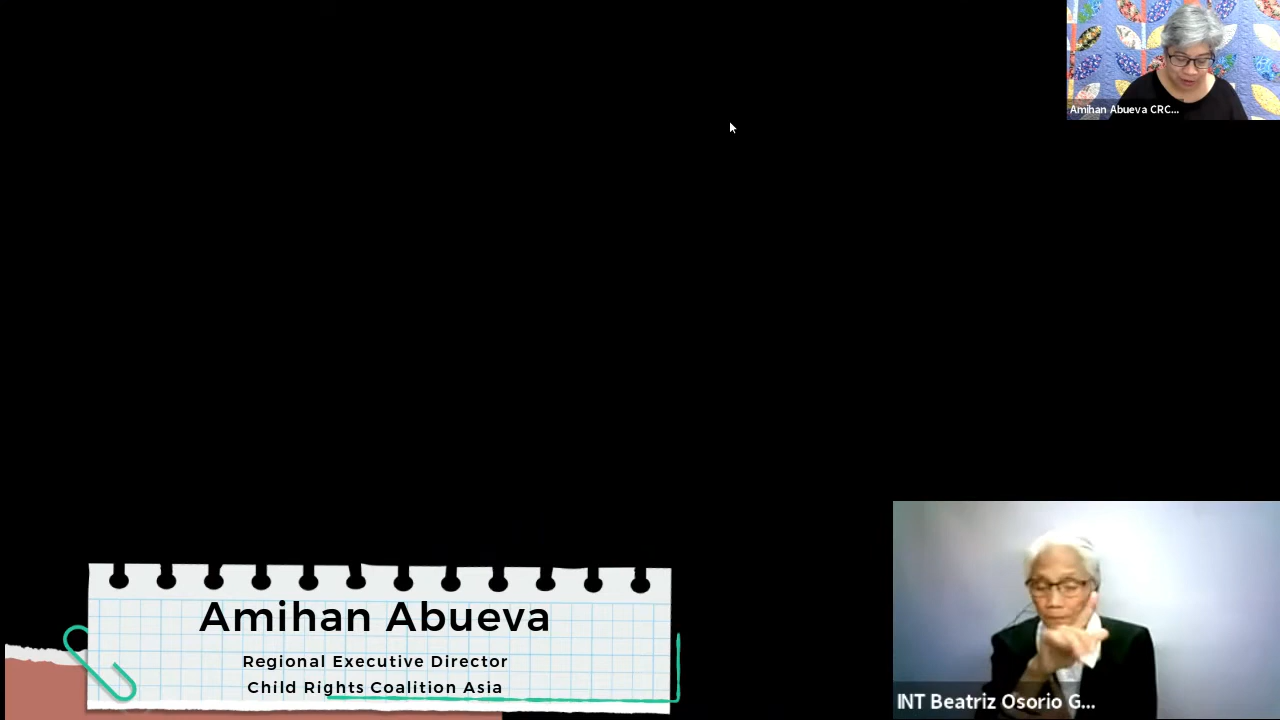 Amihan Abueva CRC...
Amihan Abueva
Regional Executive Director
Child Rights Coalition Asia
INT Beatriz Osorio G...